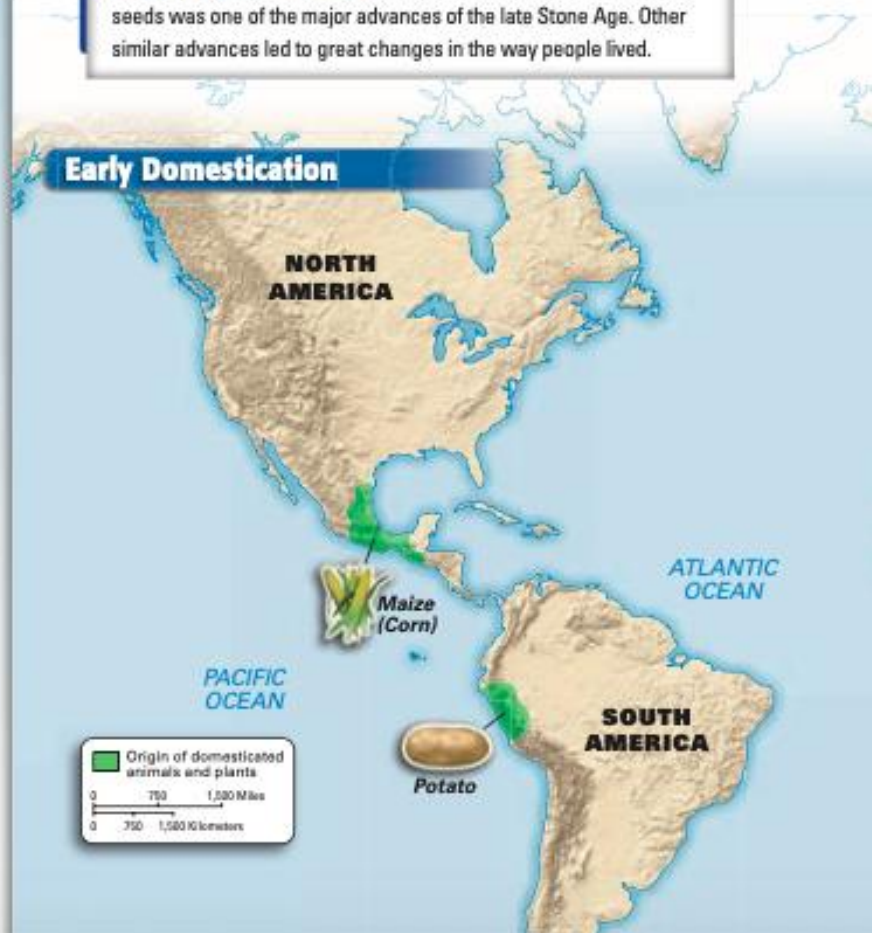 seeds was one of the major advances of the late Stone Age. Other
similar advances led to great changes in the way people lived.
Early Domestication
NORTH
AMERICA
Maize
(Corn)
ATLANTIC
OCEAN
PACIFIC
OCEAN
SOUTH
AMERICA
Potato
Origin of domesticated
animals and plants
0 750 1,500 Miles
0 750 1,500 Kilometers